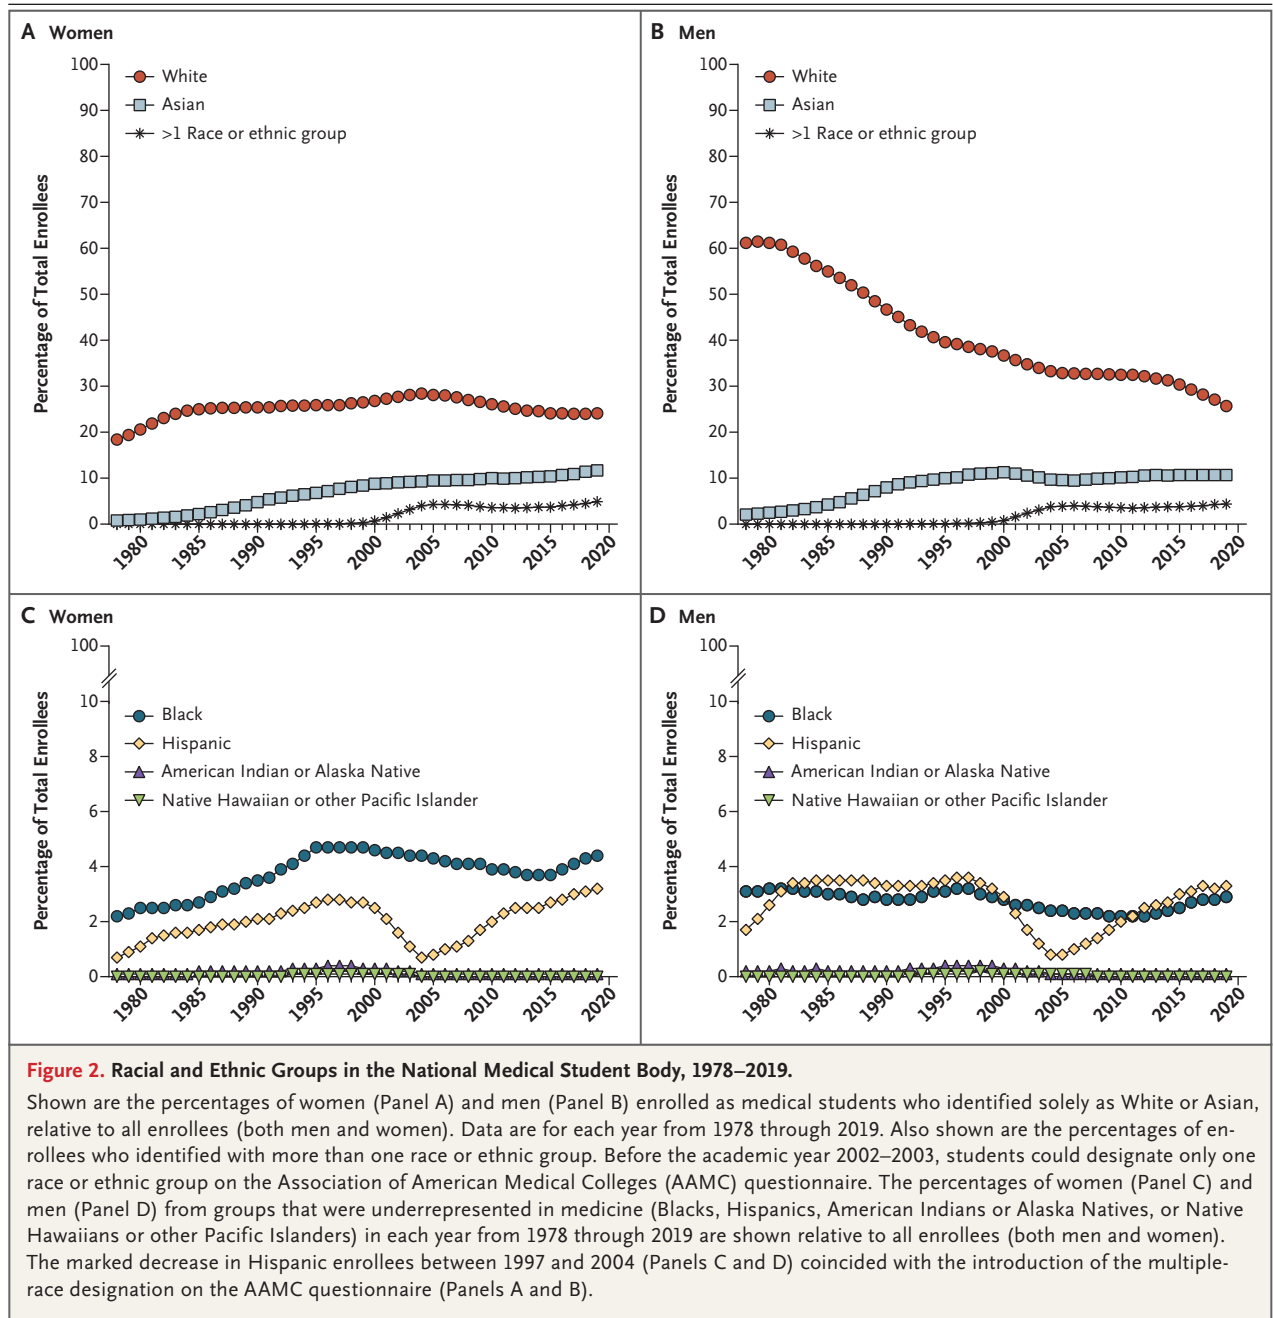 A Women
100
90
80
70
60
50
40
30
20
10
0
Percentage of Total Enrollees
White
Asian
>1 Race or ethnic group
1980
1985
1990
1995
2000
2005
2010
2015
2020
B Men
100
90
80
70
60
50
40
30
20
10
0
Percentage of Total Enrollees
White
Asian
>1 Race or ethnic group
1980
1985
1990
1995
2000
2005
2010
2015
2020
C Women
100
10
8
6
4
2
0
Percentage of Total Enrollees
Black
Hispanic
American Indian or Alaska Native
Native Hawaiian or other Pacific Islander
1980
1985
1990
1995
2000
2005
2010
2015
2020
D Men
100
10
8
6
4
2
0
Percentage of Total Enrollees
Black
Hispanic
American Indian or Alaska Native
Native Hawaiian or other Pacific Islander
1980
1985
1990
1995
2000
2005
2010
2015
2020
Figure 2. Racial and Ethnic Groups in the National Medical Student Body, 1978–2019.
Shown are the percentages of women (Panel A) and men (Panel B) enrolled as medical students who identified solely as White or Asian,
relative to all enrollees (both men and women). Data are for each year from 1978 through 2019. Also shown are the percentages of en-
rollees who identified with more than one race or ethnic group. Before the academic year 2002–2003, students could designate only one
race or ethnic group on the Association of American Medical Colleges (AAMC) questionnaire. The percentages of women (Panel C) and
men (Panel D) from groups that were underrepresented in medicine (Blacks, Hispanics, American Indians or Alaska Natives, or Native
Hawaiians or other Pacific Islanders) in each year from 1978 through 2019 are shown relative to all enrollees (both men and women).
The marked decrease in Hispanic enrollees between 1997 and 2004 (Panels C and D) coincided with the introduction of the multiple-
race designation on the AAMC questionnaire (Panels A and B).